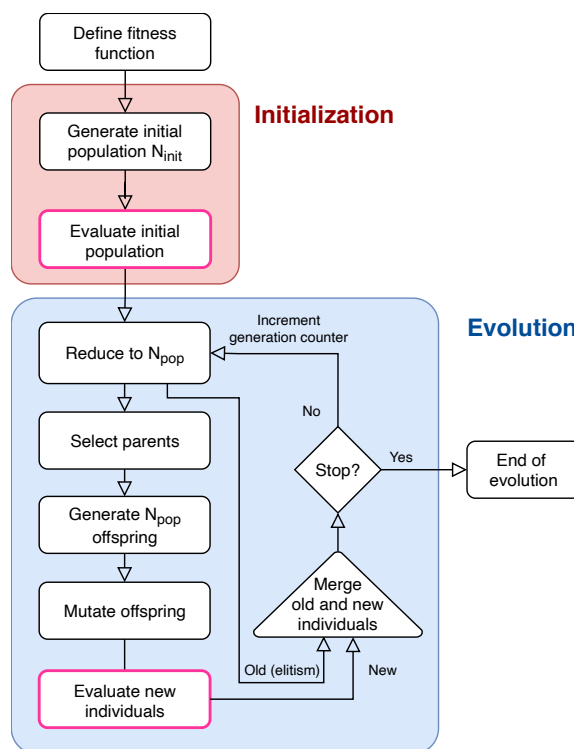 Define fitness
function
Initialization
Generate initial
population N_init
Evaluate initial
population
Evolution
Increment
generation counter
Reduce to N_pop
No
Select parents
Stop?
Yes
End of
evolution
Generate N_pop
offspring
Merge
old and new
individuals
Mutate offspring
Old (elitism)
New
Evaluate new
individuals